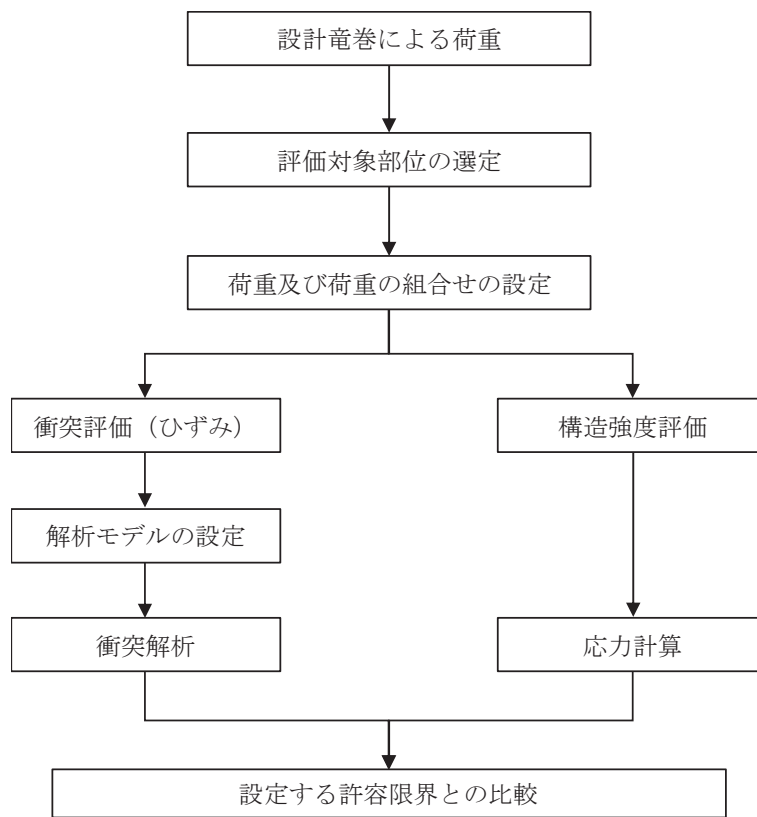 設計竜巻による荷重
評価対象部位の選定
荷重及び荷重の組合せの設定
衝突評価（ひずみ）
構造強度評価
解析モデルの設定
衝突解析
応力計算
設定する許容限界との比較